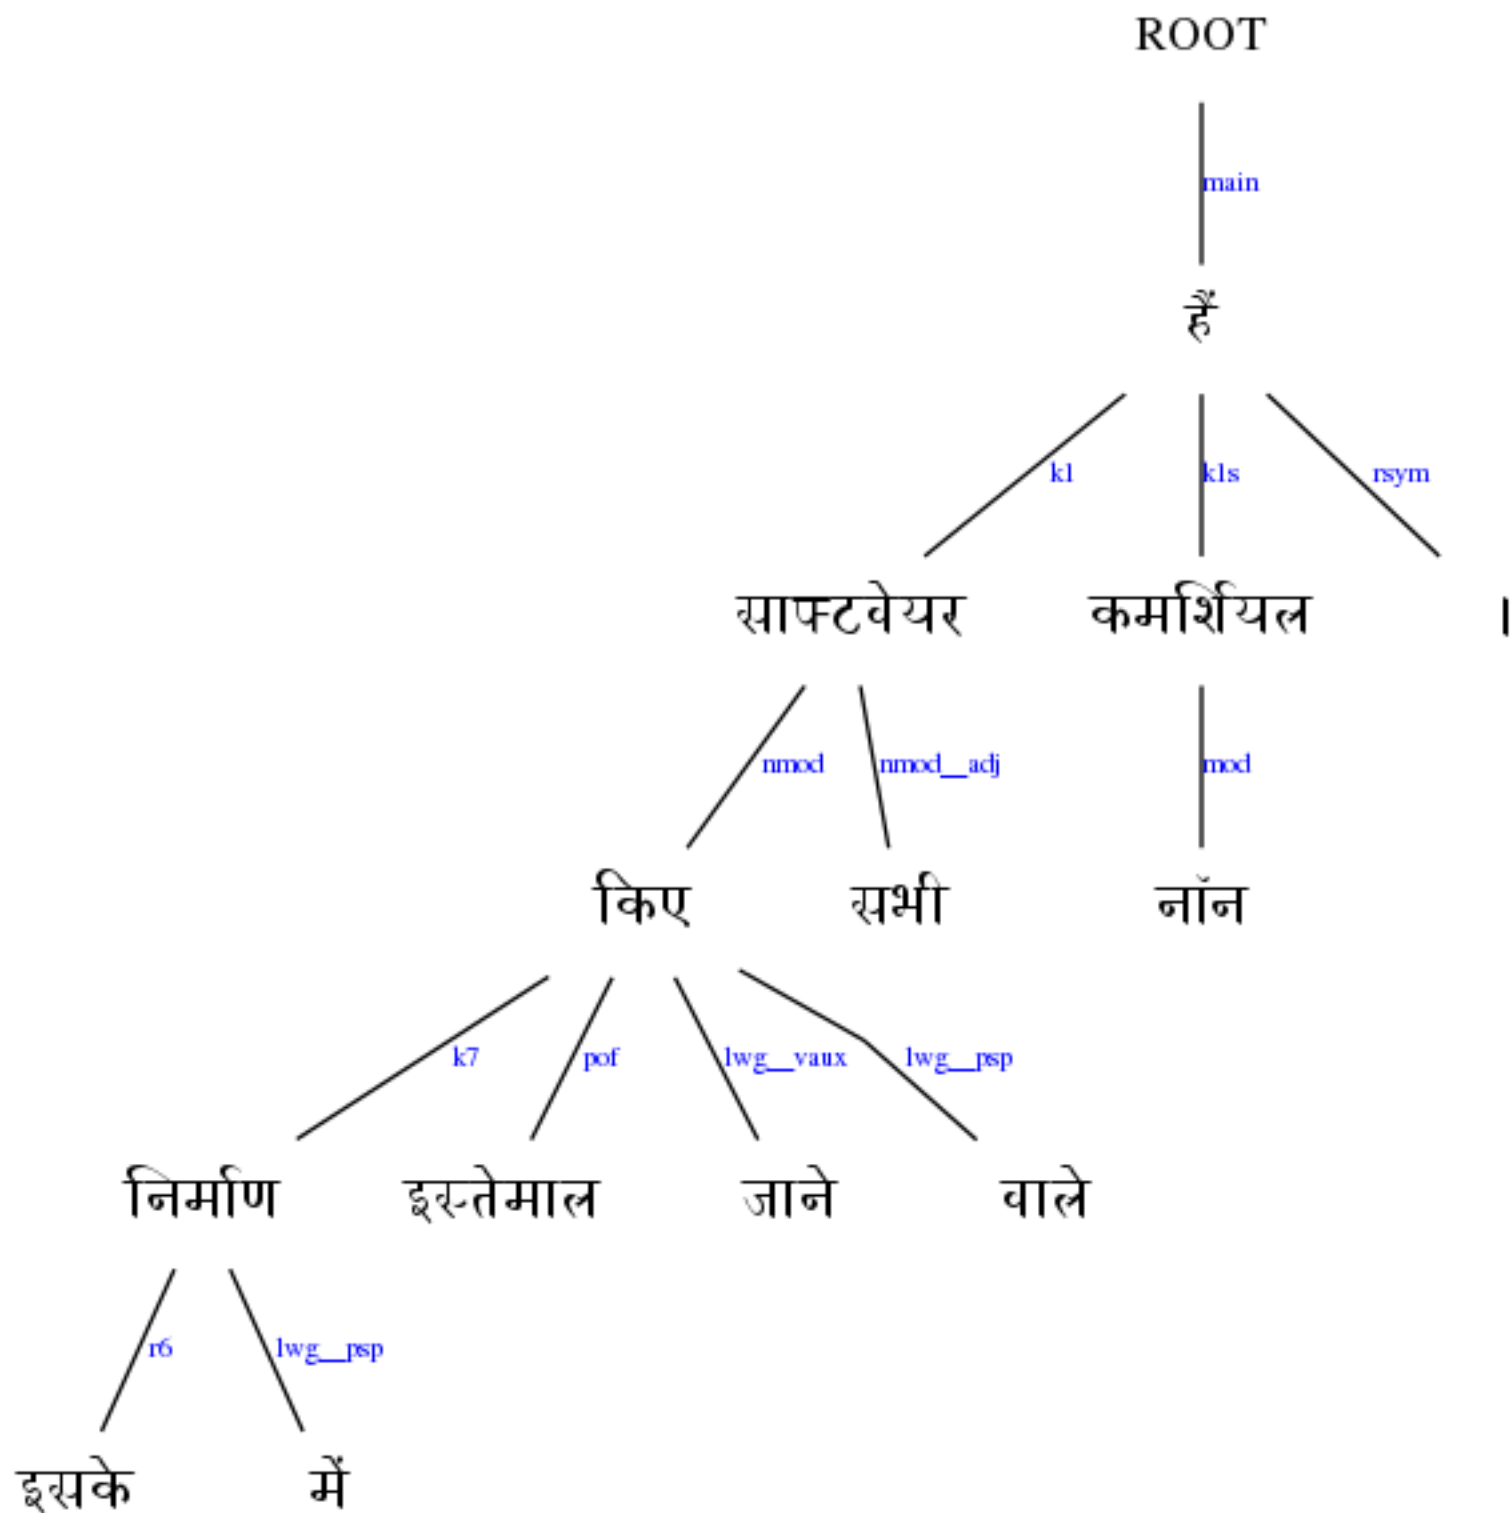 ROOT
main
हैं
k1 k1s rsym
साफ्टवेयर कमर्शियल ।
nmod nmod__adj mod
किए सभी नॉन
k7 pof lwg__vaux lwg__psp
निर्माण इस्तेमाल जाने वाले
r6 lwg__psp
इसके में